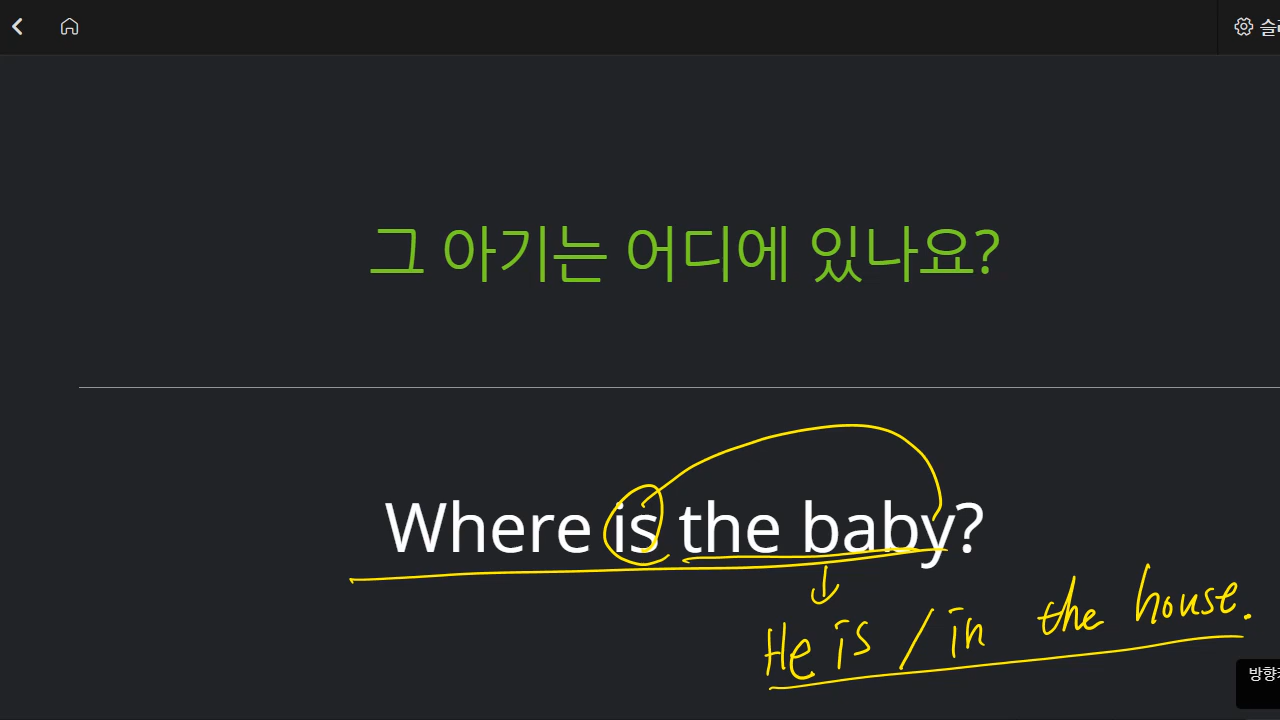 그 아기는 어디에 있나요?
Where is the baby?
He is / in the house.